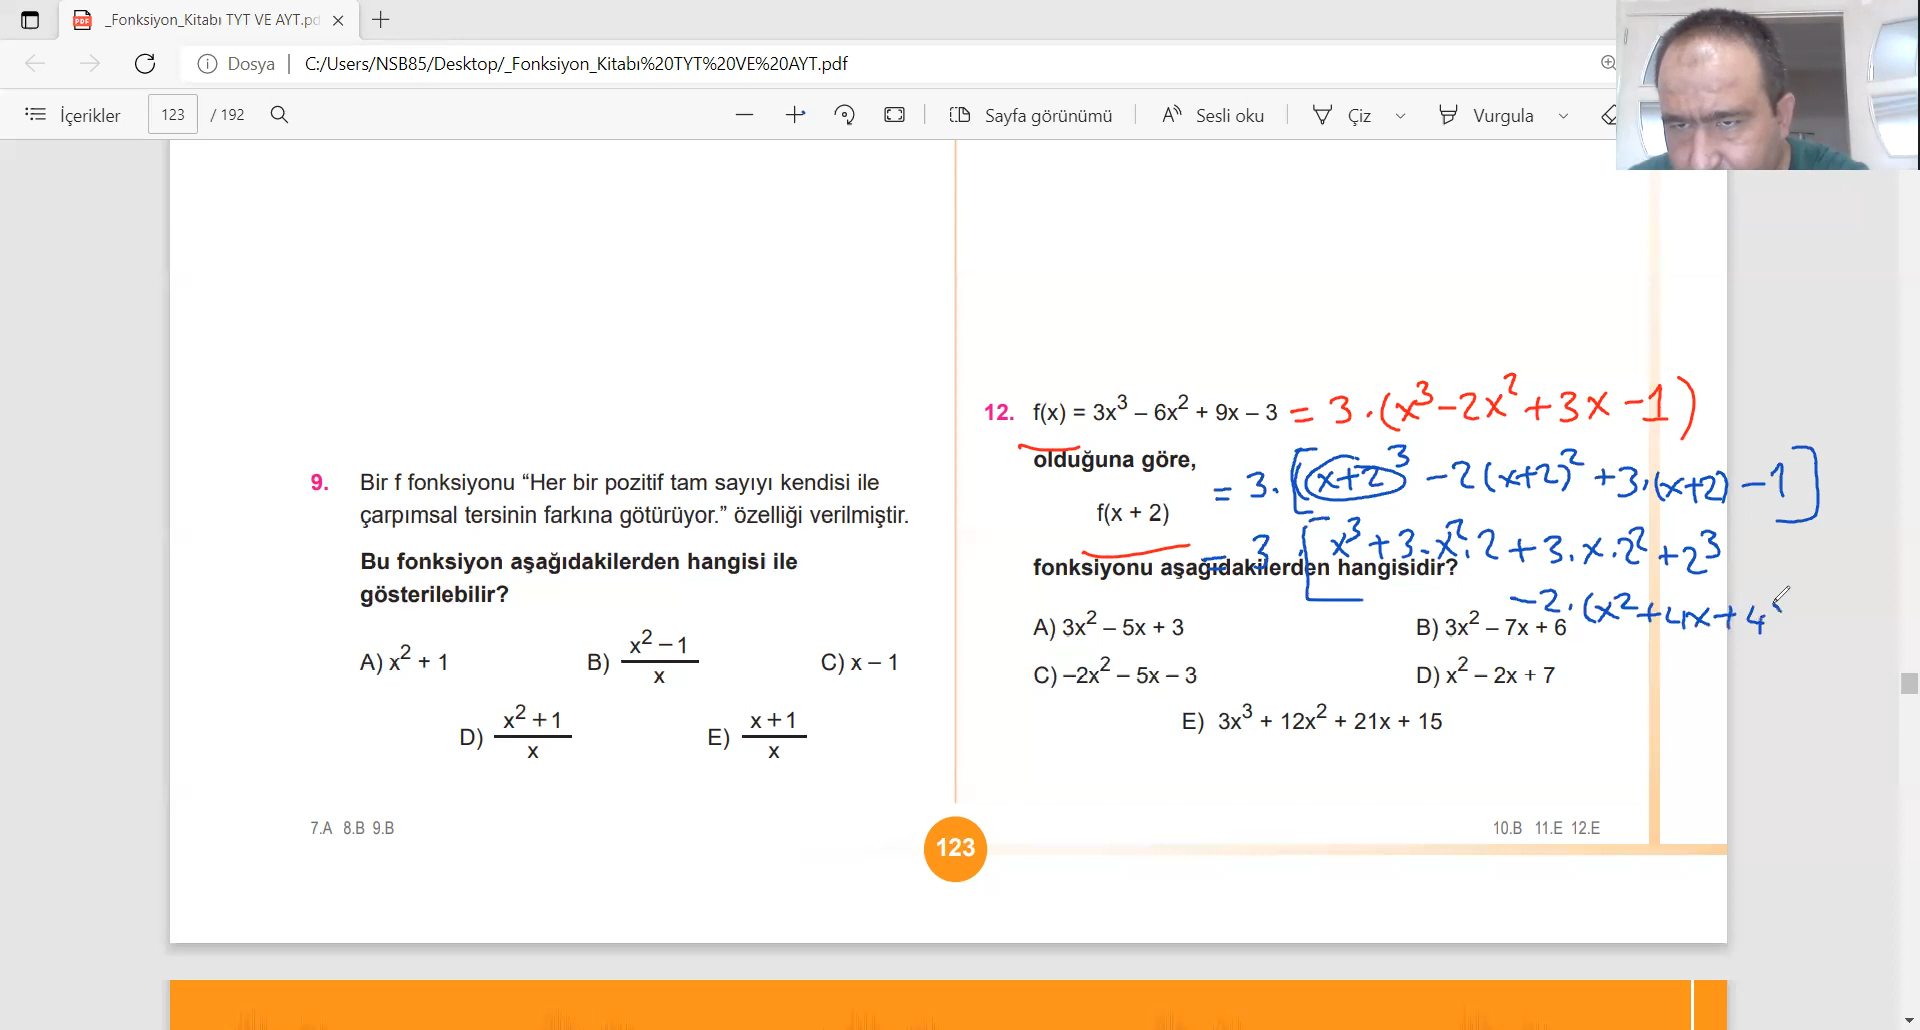 _Fonksiyon_Kitabı TYT VE AYT.pd
Dosya | C:/Users/NSB85/Desktop/_Fonksiyon_Kitabı%20TYT%20VE%20AYT.pdf
İçerikler 123 / 192 Sayfa görünümü Sesli oku Çiz Vurgula
9. Bir f fonksiyonu “Her bir pozitif tam sayıyı kendisi ile
çarpımsal tersinin farkına götürüyor.” özelliği verilmiştir.
Bu fonksiyon aşağıdakilerden hangisi ile
gösterilebilir?
A) x² + 1 B) (x² – 1)/x C) x – 1
D) (x² + 1)/x E) (x + 1)/x
7.A 8.B 9.B
12. f(x) = 3x³ – 6x² + 9x – 3 = 3.(x³ - 2x² + 3x - 1)
olduğuna göre,
= 3.[(x+2)³ - 2(x+2)² + 3.(x+2) - 1]
f(x + 2)
= 3.[x³ + 3.x².2 + 3.x.2² + 2³
fonksiyonu aşağıdakilerden hangisidir?
-2.(x² + 4x + 4
A) 3x² – 5x + 3 B) 3x² – 7x + 6
C) –2x² – 5x – 3 D) x² – 2x + 7
E) 3x³ + 12x² + 21x + 15
10.B 11.E 12.E
123